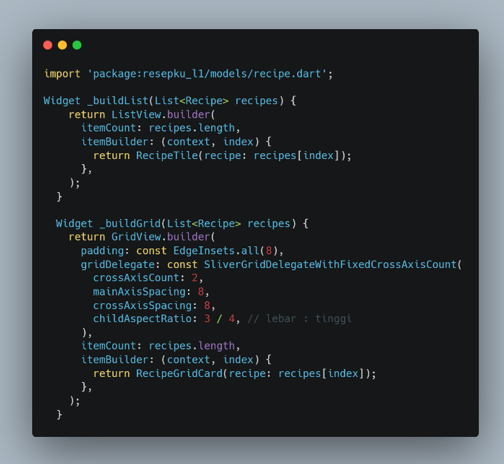 import 'package:resepku_l1/models/recipe.dart';

Widget _buildList(List<Recipe> recipes) {
    return ListView.builder(
      itemCount: recipes.length,
      itemBuilder: (context, index) {
        return RecipeTile(recipe: recipes[index]);
      },
    );
  }

  Widget _buildGrid(List<Recipe> recipes) {
    return GridView.builder(
      padding: const EdgeInsets.all(8),
      gridDelegate: const SliverGridDelegateWithFixedCrossAxisCount(
        crossAxisCount: 2,
        mainAxisSpacing: 8,
        crossAxisSpacing: 8,
        childAspectRatio: 3 / 4, // lebar : tinggi
      ),
      itemCount: recipes.length,
      itemBuilder: (context, index) {
        return RecipeGridCard(recipe: recipes[index]);
      },
    );
  }